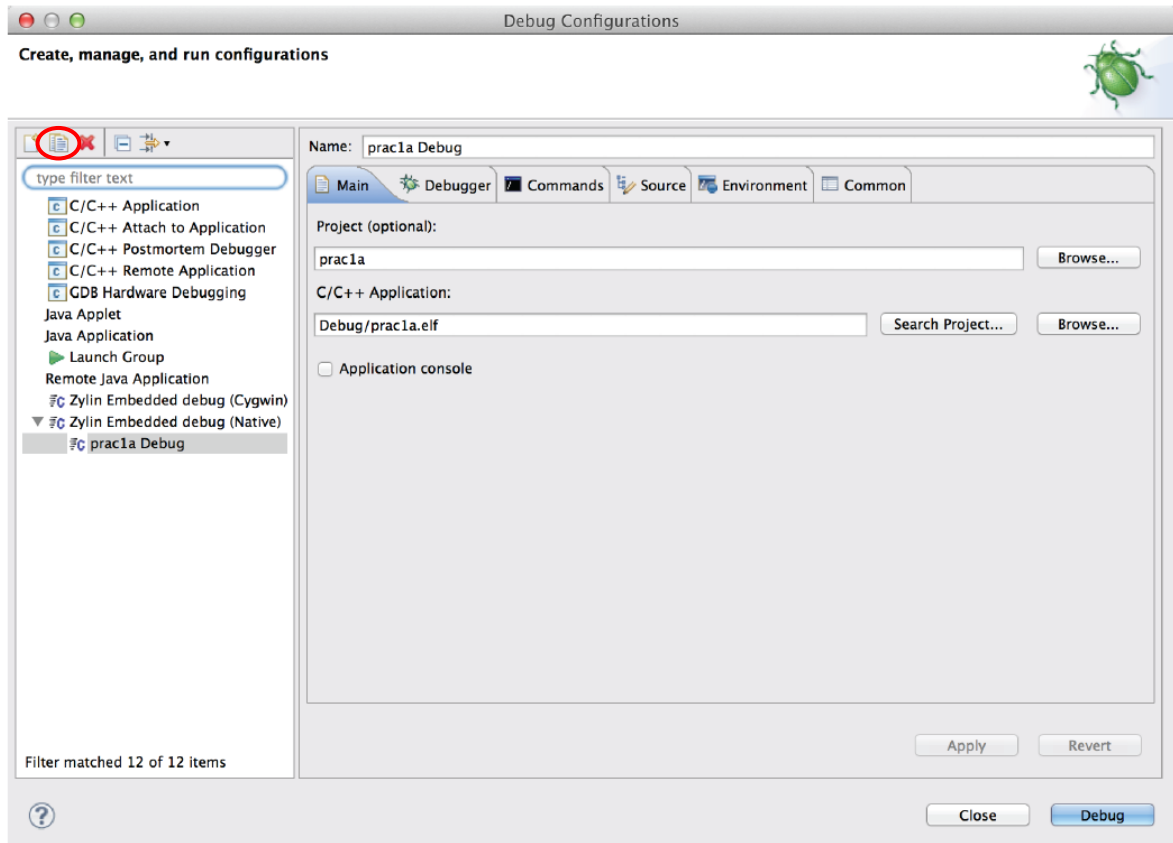 Debug Configurations
Create, manage, and run configurations
type filter text
C/C++ Application
C/C++ Attach to Application
C/C++ Postmortem Debugger
C/C++ Remote Application
GDB Hardware Debugging
Java Applet
Java Application
Launch Group
Remote Java Application
Zylin Embedded debug (Cygwin)
Zylin Embedded debug (Native)
prac1a Debug
Filter matched 12 of 12 items
Name: prac1a Debug
Main Debugger Commands Source Environment Common
Project (optional):
prac1a Browse...
C/C++ Application:
Debug/prac1a.elf Search Project... Browse...
Application console
Apply Revert
Close Debug